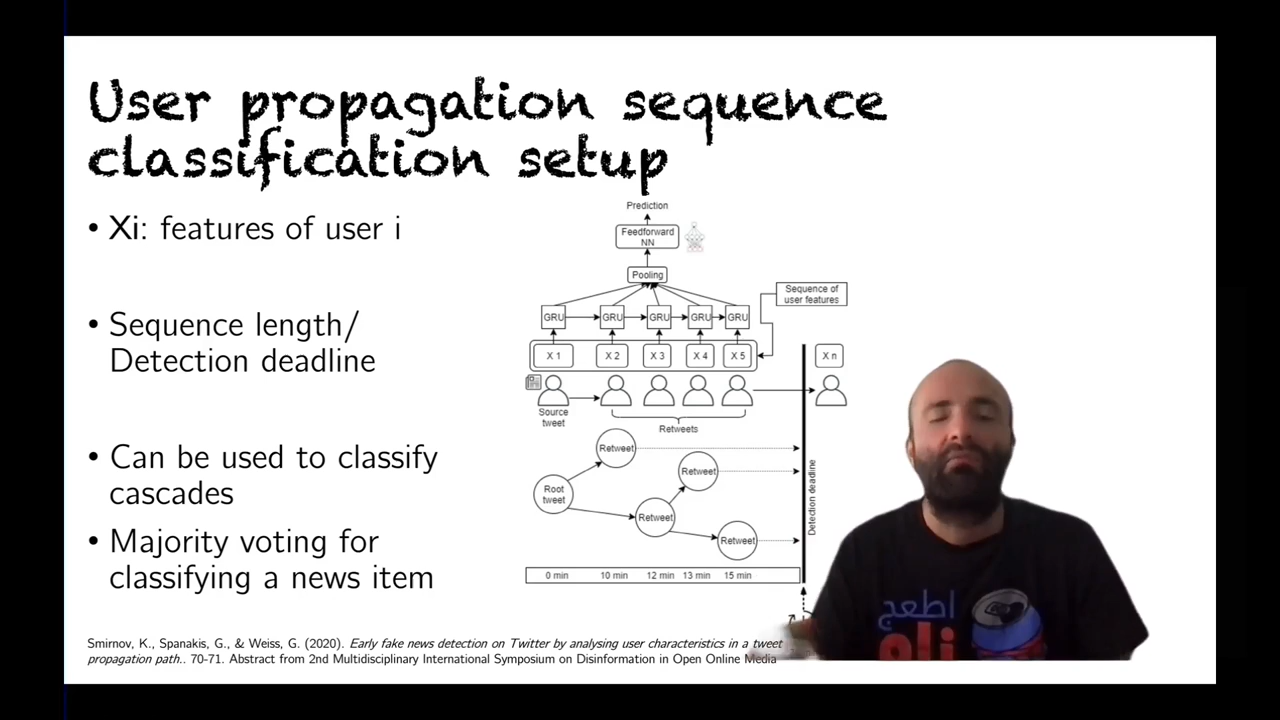 User propagation sequence
classification setup
• Xi: features of user i
• Sequence length/
Detection deadline
• Can be used to classify
cascades
• Majority voting for
classifying a news item
Prediction
Feedforward
NN
Pooling
Sequence of
user features
GRU GRU GRU GRU GRU
X 1 X 2 X 3 X 4 X 5 X n
Source
tweet
Retweets
Retweet
Retweet
Root
tweet
Retweet
Retweet
Detection deadline
0 min 10 min 12 min 13 min 15 min
Smirnov, K., Spanakis, G., & Weiss, G. (2020). Early fake news detection on Twitter by analysing user characteristics in a tweet
propagation path.. 70-71. Abstract from 2nd Multidisciplinary International Symposium on Disinformation in Open Online Media